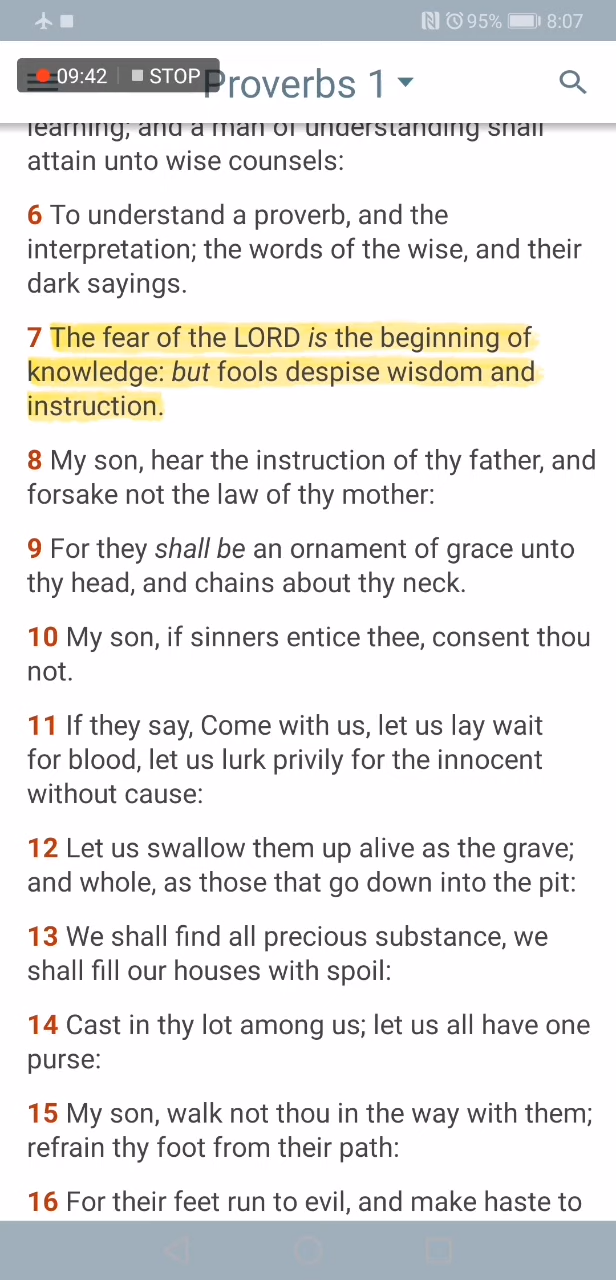 95% 8:07
09:42 STOP Proverbs 1
learning; and a man of understanding shall
attain unto wise counsels:
6 To understand a proverb, and the
interpretation; the words of the wise, and their
dark sayings.
7 The fear of the LORD is the beginning of
knowledge: but fools despise wisdom and
instruction.
8 My son, hear the instruction of thy father, and
forsake not the law of thy mother:
9 For they shall be an ornament of grace unto
thy head, and chains about thy neck.
10 My son, if sinners entice thee, consent thou
not.
11 If they say, Come with us, let us lay wait
for blood, let us lurk privily for the innocent
without cause:
12 Let us swallow them up alive as the grave;
and whole, as those that go down into the pit:
13 We shall find all precious substance, we
shall fill our houses with spoil:
14 Cast in thy lot among us; let us all have one
purse:
15 My son, walk not thou in the way with them;
refrain thy foot from their path:
16 For their feet run to evil, and make haste to